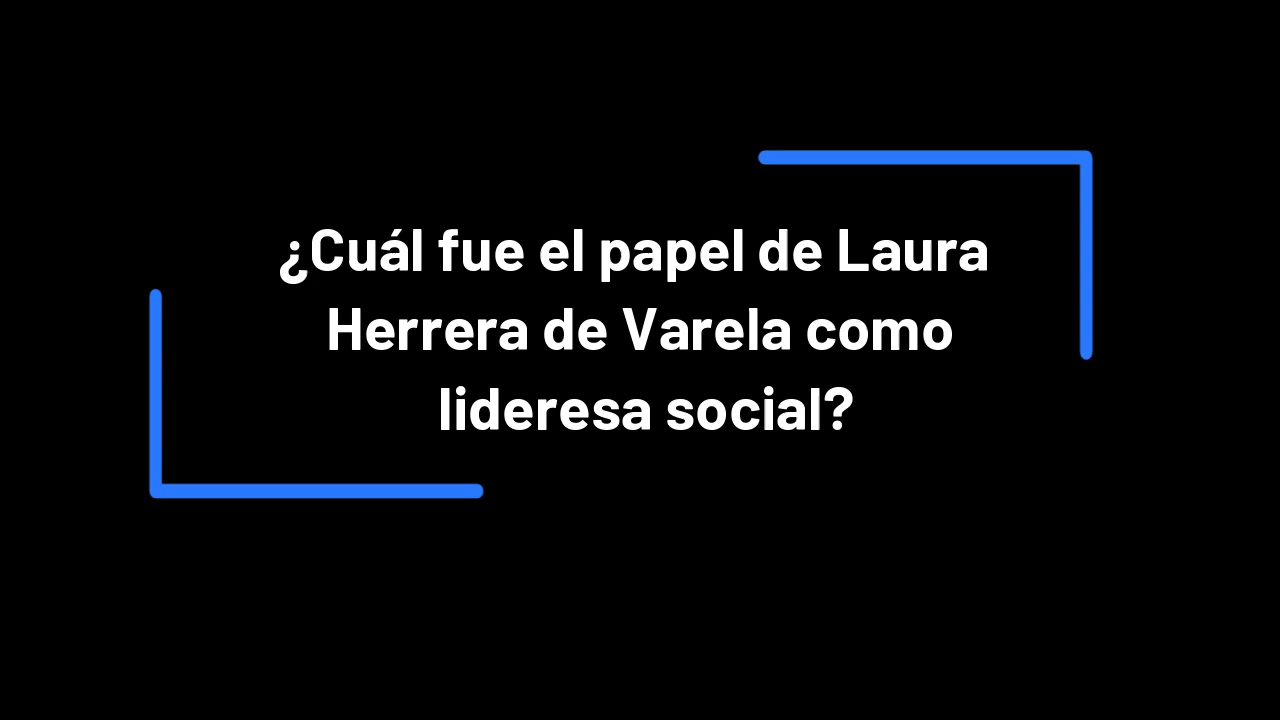 ¿Cuál fue el papel de Laura
Herrera de Varela como
lideresa social?